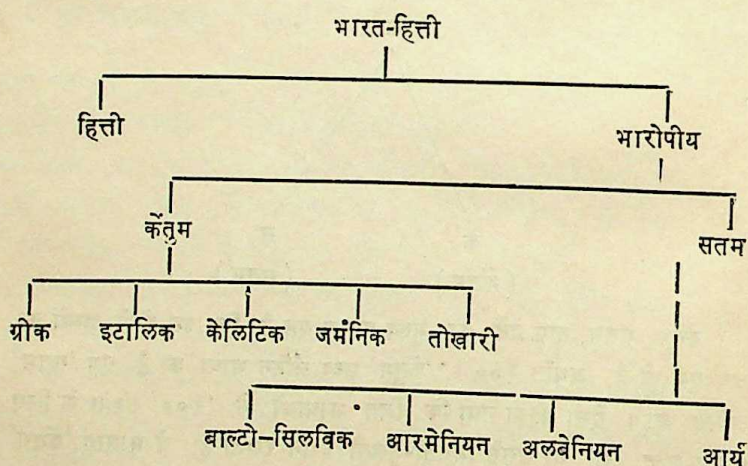 भारत-हित्ती
हित्ती भारोपीय
केंतुम सतम
ग्रीक इटालिक केलिटिक जर्मनिक तोखारी
बाल्टो–सिलविक आरमेनियन अलबेनियन आर्य